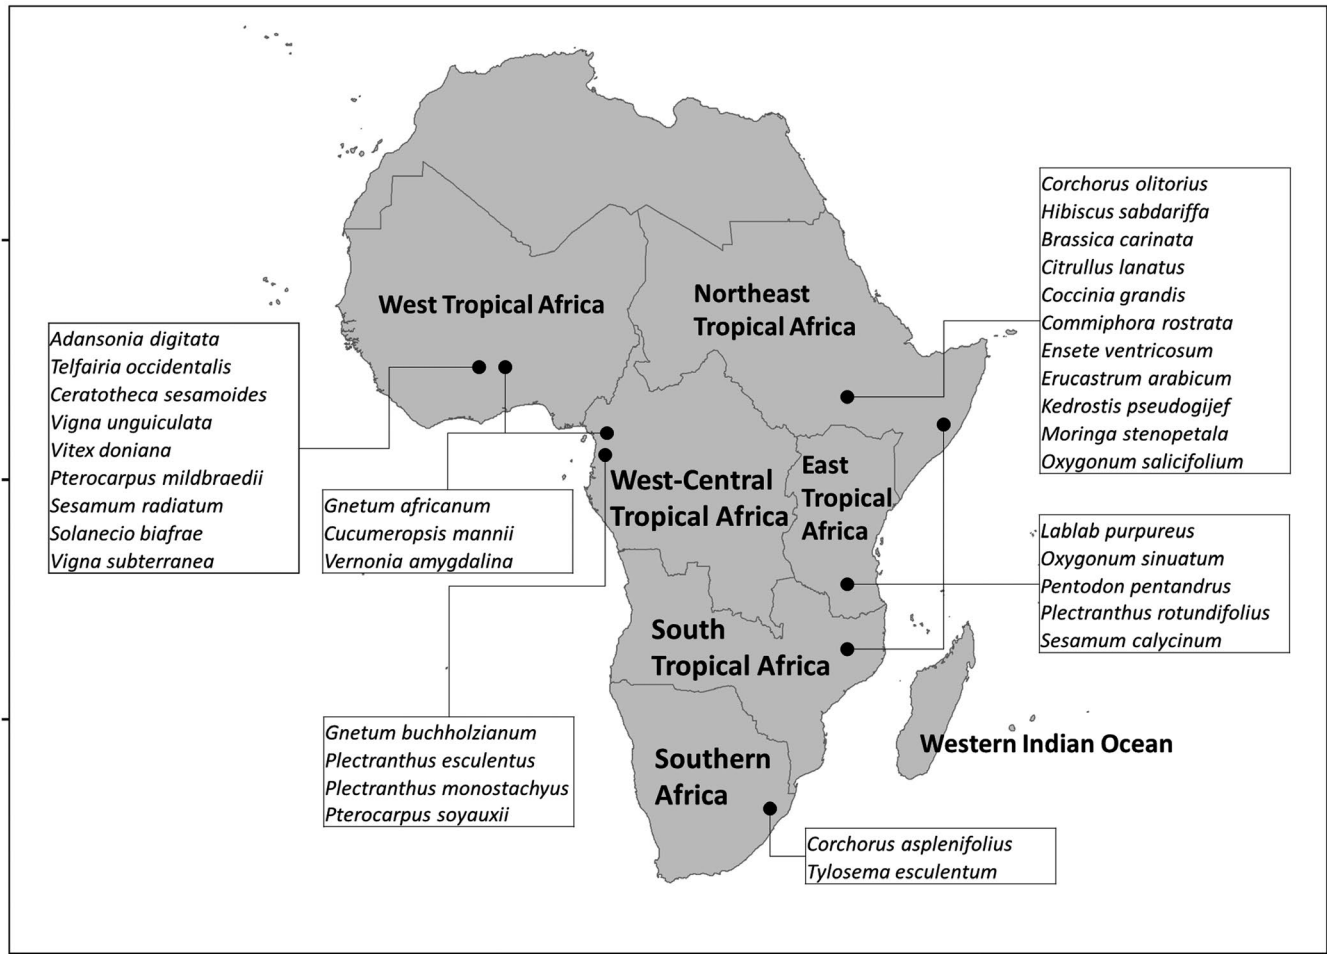 West Tropical Africa
Northeast
Tropical Africa
West-Central
Tropical Africa
East
Tropical
Africa
South
Tropical Africa
Southern
Africa
Western Indian Ocean
Adansonia digitata
Telfairia occidentalis
Ceratotheca sesamoides
Vigna unguiculata
Vitex doniana
Pterocarpus mildbraedii
Sesamum radiatum
Solanecio biafrae
Vigna subterranea
Gnetum africanum
Cucumeropsis mannii
Vernonia amygdalina
Gnetum buchholzianum
Plectranthus esculentus
Plectranthus monostachyus
Pterocarpus soyauxii
Corchorus olitorius
Hibiscus sabdariffa
Brassica carinata
Citrullus lanatus
Coccinia grandis
Commiphora rostrata
Ensete ventricosum
Erucastrum arabicum
Kedrostis pseudogijef
Moringa stenopetala
Oxygonum salicifolium
Lablab purpureus
Oxygonum sinuatum
Pentodon pentandrus
Plectranthus rotundifolius
Sesamum calycinum
Corchorus asplenifolius
Tylosema esculentum